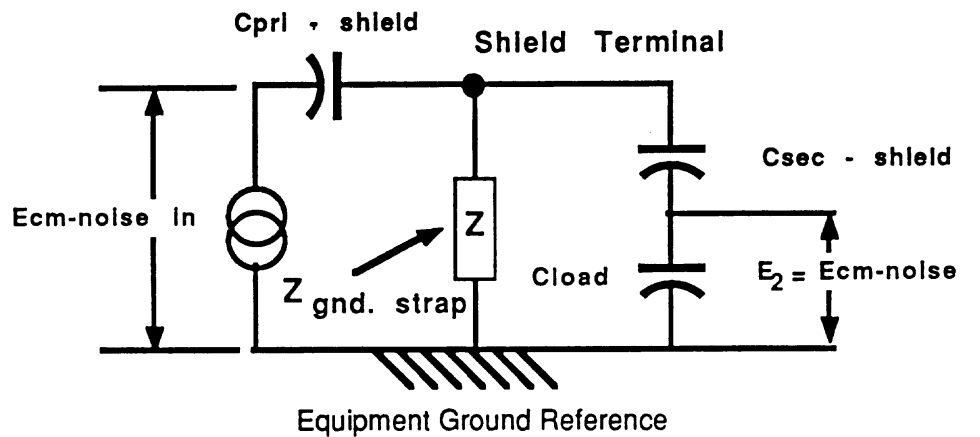 Cpri - shield
Shield Terminal
Csec - shield
Ecm-noise in
Z
Z gnd. strap
Cload
E2 = Ecm-noise
Equipment Ground Reference